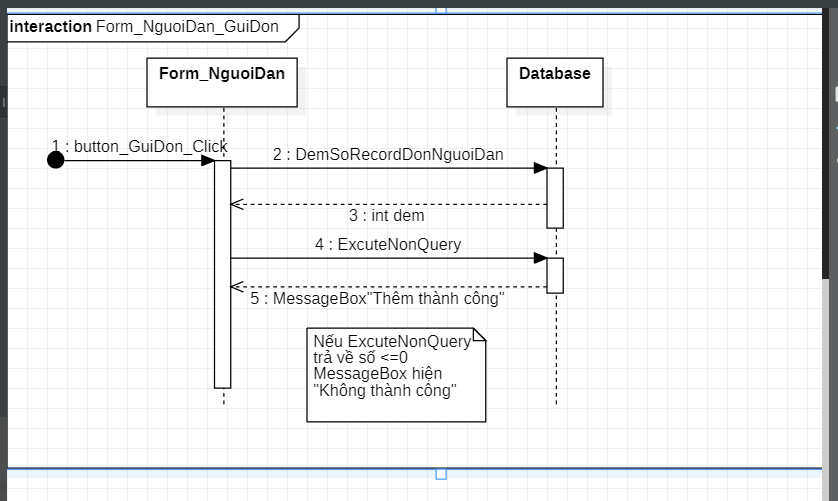 interaction Form_NguoiDan_GuiDon
Form_NguoiDan
Database
1 : button_GuiDon_Click
2 : DemSoRecordDonNguoiDan
3 : int dem
4 : ExcuteNonQuery
5 : MessageBox"Thêm thành công"
Nếu ExcuteNonQuery
trả về số <=0
MessageBox hiện
"Không thành công"